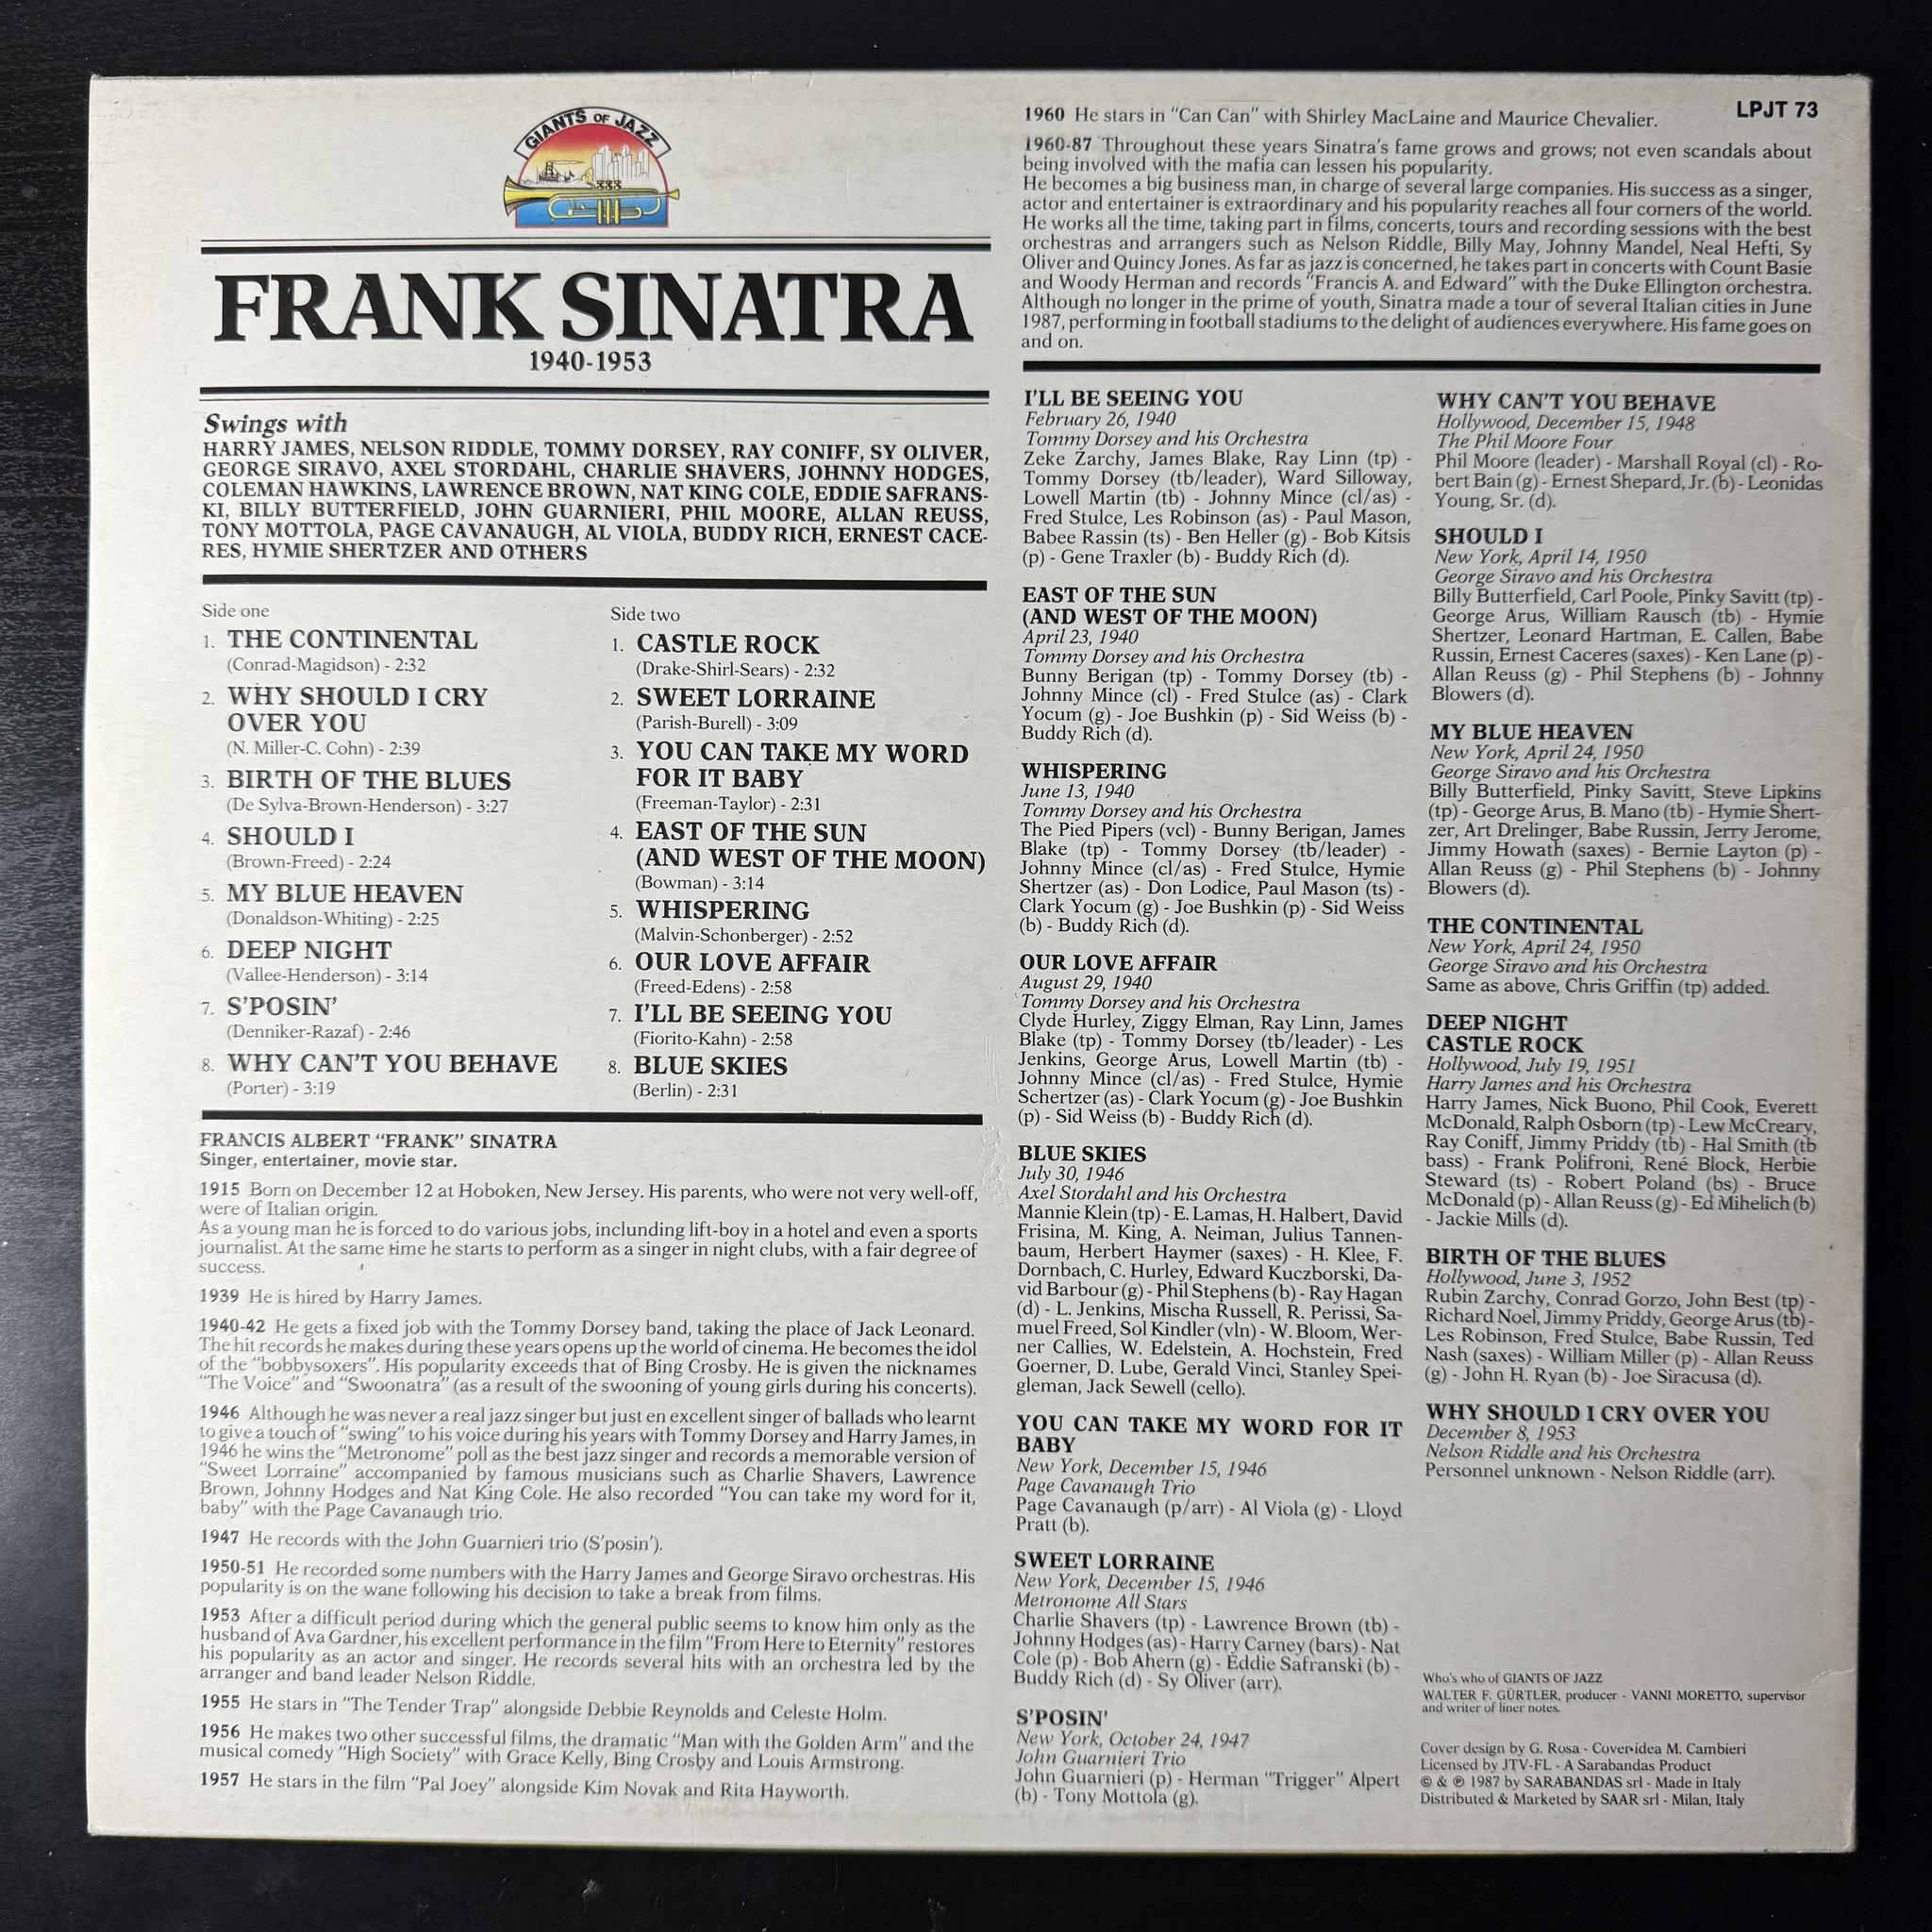 GIANTS OF JAZZ
FRANK SINATRA
1940-1953
Swings with
HARRY JAMES, NELSON RIDDLE, TOMMY DORSEY, RAY CONIFF, SY OLIVER,
GEORGE SIRAVO, AXEL STORDAHL, CHARLIE SHAVERS, JOHNNY HODGES,
COLEMAN HAWKINS, LAWRENCE BROWN, NAT KING COLE, EDDIE SAFRANS-
KI, BILLY BUTTERFIELD, JOHN GUARNIERI, PHIL MOORE, ALLAN REUSS,
TONY MOTTOLA, PAGE CAVANAUGH, AL VIOLA, BUDDY RICH, ERNEST CACE-
RES, HYMIE SHERTZER AND OTHERS
Side one
1. THE CONTINENTAL
(Conrad-Magidson) - 2:32
2. WHY SHOULD I CRY
OVER YOU
(N. Miller-C. Cohn) - 2:39
3. BIRTH OF THE BLUES
(De Sylva-Brown-Henderson) - 3:27
4. SHOULD I
(Brown-Freed) - 2:24
5. MY BLUE HEAVEN
(Donaldson-Whiting) - 2:25
6. DEEP NIGHT
(Vallee-Henderson) - 3:14
7. S'POSIN'
(Denniker-Razaf) - 2:46
8. WHY CAN'T YOU BEHAVE
(Porter) - 3:19
Side two
1. CASTLE ROCK
(Drake-Shirl-Sears) - 2:32
2. SWEET LORRAINE
(Parish-Burell) - 3:09
3. YOU CAN TAKE MY WORD
FOR IT BABY
(Freeman-Taylor) - 2:31
4. EAST OF THE SUN
(AND WEST OF THE MOON)
(Bowman) - 3:14
5. WHISPERING
(Malvin-Schonberger) - 2:52
6. OUR LOVE AFFAIR
(Freed-Edens) - 2:58
7. I'LL BE SEEING YOU
(Fiorito-Kahn) - 2:58
8. BLUE SKIES
(Berlin) - 2:31
FRANCIS ALBERT "FRANK" SINATRA
Singer, entertainer, movie star.
1915 Born on December 12 at Hoboken, New Jersey. His parents, who were not very well-off,
were of Italian origin.
As a young man he is forced to do various jobs, inclunding lift-boy in a hotel and even a sports
journalist. At the same time he starts to perform as a singer in night clubs, with a fair degree of
success.
1939 He is hired by Harry James.
1940-42 He gets a fixed job with the Tommy Dorsey band, taking the place of Jack Leonard.
The hit records he makes during these years opens up the world of cinema. He becomes the idol
of the "bobbysoxers". His popularity exceeds that of Bing Crosby. He is given the nicknames
"The Voice" and "Swoonatra" (as a result of the swooning of young girls during his concerts).
1946 Although he was never a real jazz singer but just en excellent singer of ballads who learnt
to give a touch of "swing" to his voice during his years with Tommy Dorsey and Harry James, in
1946 he wins the "Metronome" poll as the best jazz singer and records a memorable version of
"Sweet Lorraine" accompanied by famous musicians such as Charlie Shavers, Lawrence
Brown, Johnny Hodges and Nat King Cole. He also recorded "You can take my word for it,
baby" with the Page Cavanaugh trio.
1947 He records with the John Guarnieri trio (S'posin').
1950-51 He recorded some numbers with the Harry James and George Siravo orchestras. His
popularity is on the wane following his decision to take a break from films.
1953 After a difficult period during which the general public seems to know him only as the
husband of Ava Gardner, his excellent performance in the film "From Here to Eternity" restores
his popularity as an actor and singer. He records several hits with an orchestra led by the
arranger and band leader Nelson Riddle.
1955 He stars in "The Tender Trap" alongside Debbie Reynolds and Celeste Holm.
1956 He makes two other successful films, the dramatic "Man with the Golden Arm" and the
musical comedy "High Society" with Grace Kelly, Bing Crosby and Louis Armstrong.
1957 He stars in the film "Pal Joey" alongside Kim Novak and Rita Hayworth.
LPJT 73
1960 He stars in "Can Can" with Shirley MacLaine and Maurice Chevalier.
1960-87 Throughout these years Sinatra's fame grows and grows; not even scandals about
being involved with the mafia can lessen his popularity.
He becomes a big business man, in charge of several large companies. His success as a singer,
actor and entertainer is extraordinary and his popularity reaches all four corners of the world.
He works all the time, taking part in films, concerts, tours and recording sessions with the best
orchestras and arrangers such as Nelson Riddle, Billy May, Johnny Mandel, Neal Hefti, Sy
Oliver and Quincy Jones. As far as jazz is concerned, he takes part in concerts with Count Basie
and Woody Herman and records "Francis A. and Edward" with the Duke Ellington orchestra.
Although no longer in the prime of youth, Sinatra made a tour of several Italian cities in June
1987, performing in football stadiums to the delight of audiences everywhere. His fame goes on
and on.
I'LL BE SEEING YOU
February 26, 1940
Tommy Dorsey and his Orchestra
Zeke Zarchy, James Blake, Ray Linn (tp) -
Tommy Dorsey (tb/leader), Ward Silloway,
Lowell Martin (tb) - Johnny Mince (cl/as) -
Fred Stulce, Les Robinson (as) - Paul Mason,
Babee Rassin (ts) - Ben Heller (g) - Bob Kitsis
(p) - Gene Traxler (b) - Buddy Rich (d).
EAST OF THE SUN
(AND WEST OF THE MOON)
April 23, 1940
Tommy Dorsey and his Orchestra
Bunny Berigan (tp) - Tommy Dorsey (tb) -
Johnny Mince (cl) - Fred Stulce (as) - Clark
Yocum (g) - Joe Bushkin (p) - Sid Weiss (b) -
Buddy Rich (d).
WHISPERING
June 13, 1940
Tommy Dorsey and his Orchestra
The Pied Pipers (vcl) - Bunny Berigan, James
Blake (tp) - Tommy Dorsey (tb/leader) -
Johnny Mince (cl/as) - Fred Stulce, Hymie
Shertzer (as) - Don Lodice, Paul Mason (ts) -
Clark Yocum (g) - Joe Bushkin (p) - Sid Weiss
(b) - Buddy Rich (d).
OUR LOVE AFFAIR
August 29, 1940
Tommy Dorsey and his Orchestra
Clyde Hurley, Ziggy Elman, Ray Linn, James
Blake (tp) - Tommy Dorsey (tb/leader) - Les
Jenkins, George Arus, Lowell Martin (tb) -
Johnny Mince (cl/as) - Fred Stulce, Hymie
Schertzer (as) - Clark Yocum (g) - Joe Bushkin
(p) - Sid Weiss (b) - Buddy Rich (d).
BLUE SKIES
July 30, 1946
Axel Stordahl and his Orchestra
Mannie Klein (tp) - E. Lamas, H. Halbert, David
Frisina, M. King, A. Neiman, Julius Tannen-
baum, Herbert Haymer (saxes) - H. Klee, F.
Dornbach, C. Hurley, Edward Kuczborski, Da-
vid Barbour (g) - Phil Stephens (b) - Ray Hagan
(d) - L. Jenkins, Mischa Russell, R. Perissi, Sa-
muel Freed, Sol Kindler (vln) - W. Bloom, Wer-
ner Callies, W. Edelstein, A. Hochstein, Fred
Goerner, D. Lube, Gerald Vinci, Stanley Spei-
gleman, Jack Sewell (cello).
YOU CAN TAKE MY WORD FOR IT
BABY
New York, December 15, 1946
Page Cavanaugh Trio
Page Cavanaugh (p/arr) - Al Viola (g) - Lloyd
Pratt (b).
SWEET LORRAINE
New York, December 15, 1946
Metronome All Stars
Charlie Shavers (tp) - Lawrence Brown (tb) -
Johnny Hodges (as) - Harry Carney (bars) - Nat
Cole (p) - Bob Ahern (g) - Eddie Safranski (b) -
Buddy Rich (d) - Sy Oliver (arr).
S'POSIN'
New York, October 24, 1947
John Guarnieri Trio
John Guarnieri (p) - Herman "Trigger" Alpert
(b) - Tony Mottola (g).
WHY CAN'T YOU BEHAVE
Hollywood, December 15, 1948
The Phil Moore Four
Phil Moore (leader) - Marshall Royal (cl) - Ro-
bert Bain (g) - Ernest Shepard, Jr. (b) - Leonidas
Young, Sr. (d).
SHOULD I
New York, April 14, 1950
George Siravo and his Orchestra
Billy Butterfield, Carl Poole, Pinky Savitt (tp) -
George Arus, William Rausch (tb) - Hymie
Shertzer, Leonard Hartman, E. Callen, Babe
Russin, Ernest Caceres (saxes) - Ken Lane (p) -
Allan Reuss (g) - Phil Stephens (b) - Johnny
Blowers (d).
MY BLUE HEAVEN
New York, April 24, 1950
George Siravo and his Orchestra
Billy Butterfield, Pinky Savitt, Steve Lipkins
(tp) - George Arus, B. Mano (tb) - Hymie Shert-
zer, Art Drelinger, Babe Russin, Jerry Jerome,
Jimmy Howath (saxes) - Bernie Layton (p) -
Allan Reuss (g) - Phil Stephens (b) - Johnny
Blowers (d).
THE CONTINENTAL
New York, April 24, 1950
George Siravo and his Orchestra
Same as above, Chris Griffin (tp) added.
DEEP NIGHT
CASTLE ROCK
Hollywood, July 19, 1951
Harry James and his Orchestra
Harry James, Nick Buono, Phil Cook, Everett
McDonald, Ralph Osborn (tp) - Lew McCreary,
Ray Coniff, Jimmy Priddy (tb) - Hal Smith (tb
bass) - Frank Polifroni, René Block, Herbie
Steward (ts) - Robert Poland (bs) - Bruce
McDonald (p) - Allan Reuss (g) - Ed Mihelich (b)
- Jackie Mills (d).
BIRTH OF THE BLUES
Hollywood, June 3, 1952
Rubin Zarchy, Conrad Gorzo, John Best (tp) -
Richard Noel, Jimmy Priddy, George Arus (tb) -
Les Robinson, Fred Stulce, Babe Russin, Ted
Nash (saxes) - William Miller (p) - Allan Reuss
(g) - John H. Ryan (b) - Joe Siracusa (d).
WHY SHOULD I CRY OVER YOU
December 8, 1953
Nelson Riddle and his Orchestra
Personnel unknown - Nelson Riddle (arr).
Who's who of GIANTS OF JAZZ
WALTER F. GÜRTLER, producer - VANNI MORETTO, supervisor
and writer of liner notes.
Cover design by G. Rosa - Cover idea M. Cambieri
Licensed by JTV-FL - A Sarabandas Product
© & ℗ 1987 by SARABANDAS srl - Made in Italy
Distributed & Marketed by SAAR srl - Milan, Italy